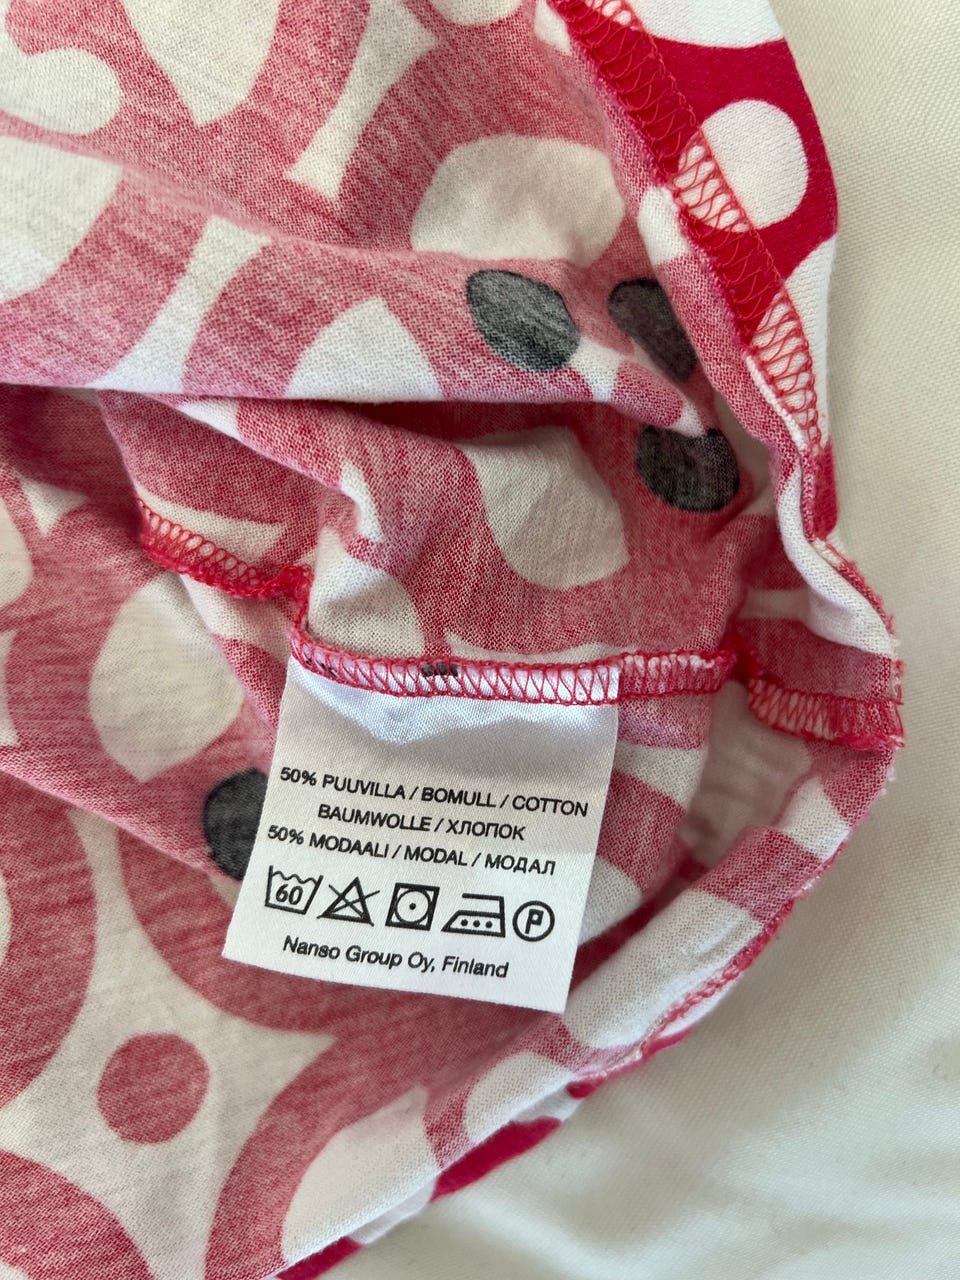 50% PUUVILLA / BOMULL / COTTON
BAUMWOLLE / ХЛОПОК
50% MODAALI / MODAL / МОДАЛ
60 P
Nanso Group Oy, Finland